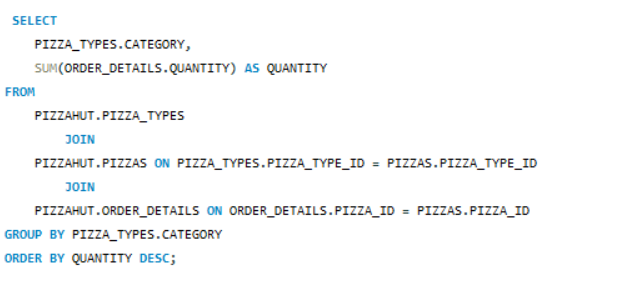 SELECT
PIZZA_TYPES.CATEGORY,
SUM(ORDER_DETAILS.QUANTITY) AS QUANTITY
FROM
PIZZAHUT.PIZZA_TYPES
JOIN
PIZZAHUT.PIZZAS ON PIZZA_TYPES.PIZZA_TYPE_ID = PIZZAS.PIZZA_TYPE_ID
JOIN
PIZZAHUT.ORDER_DETAILS ON ORDER_DETAILS.PIZZA_ID = PIZZAS.PIZZA_ID
GROUP BY PIZZA_TYPES.CATEGORY
ORDER BY QUANTITY DESC;